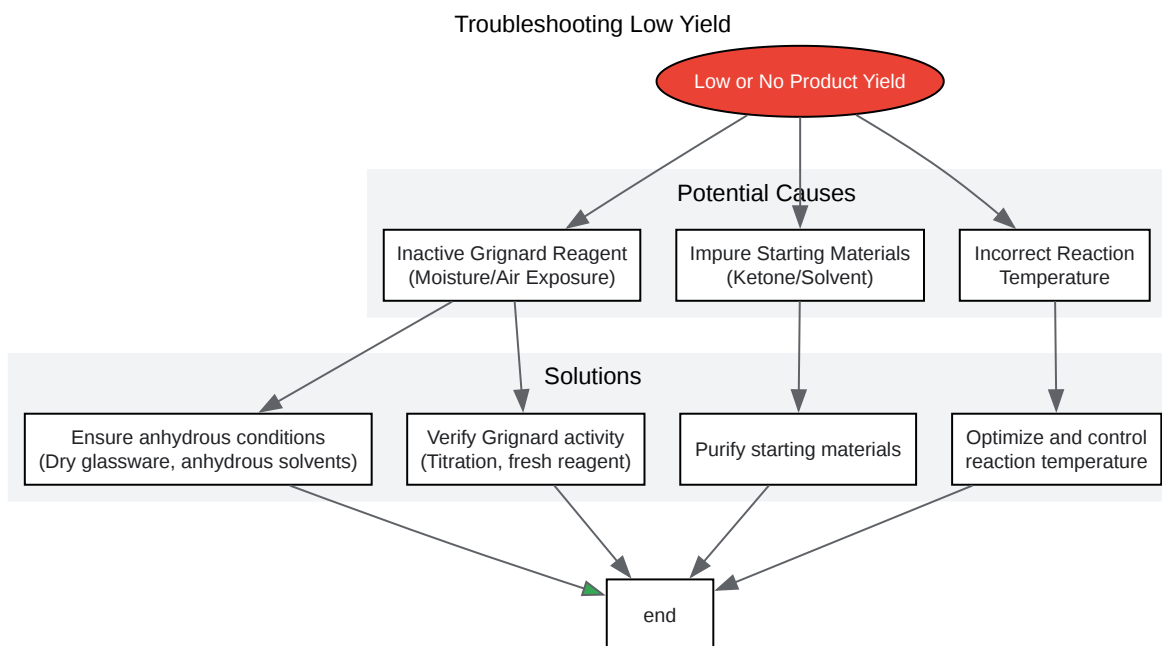 Troubleshooting Low Yield
Low or No Product Yield
Potential Causes
Inactive Grignard Reagent
(Moisture/Air Exposure)
Impure Starting Materials
(Ketone/Solvent)
Incorrect Reaction
Temperature
Solutions
Ensure anhydrous conditions
(Dry glassware, anhydrous solvents)
Verify Grignard activity
(Titration, fresh reagent)
Purify starting materials
Optimize and control
reaction temperature
end